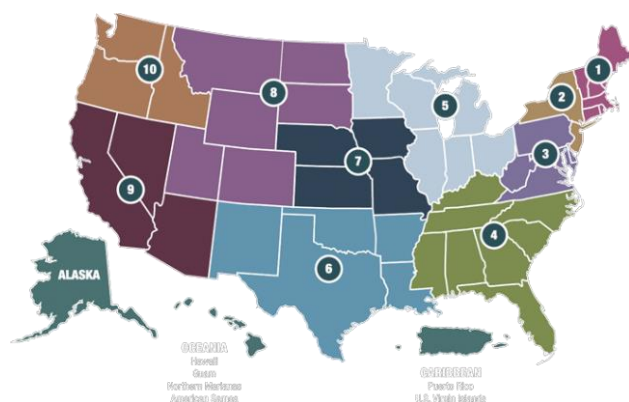 1
2
10
8
5
3
7
9
4
6
ALASKA
OCEANIA
Hawaii
Guam
Northern Marianas
American Samoa
CARIBBEAN
Puerto Rico
U.S. Virgin Islands